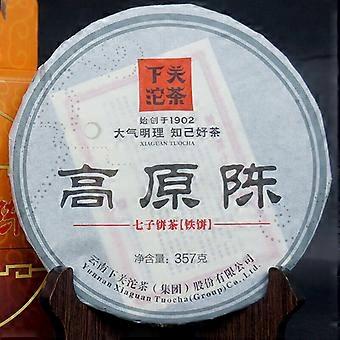 下关
沱茶
始创于1902
大气明理 知己好茶
XIAGUAN TUOCHA
高原陈
七子饼茶【铁饼】
净含量:357克
云南下关沱茶(集团)股份有限公司
Yunnan Xiaguan Tuocha(Group)Co.,Ltd.